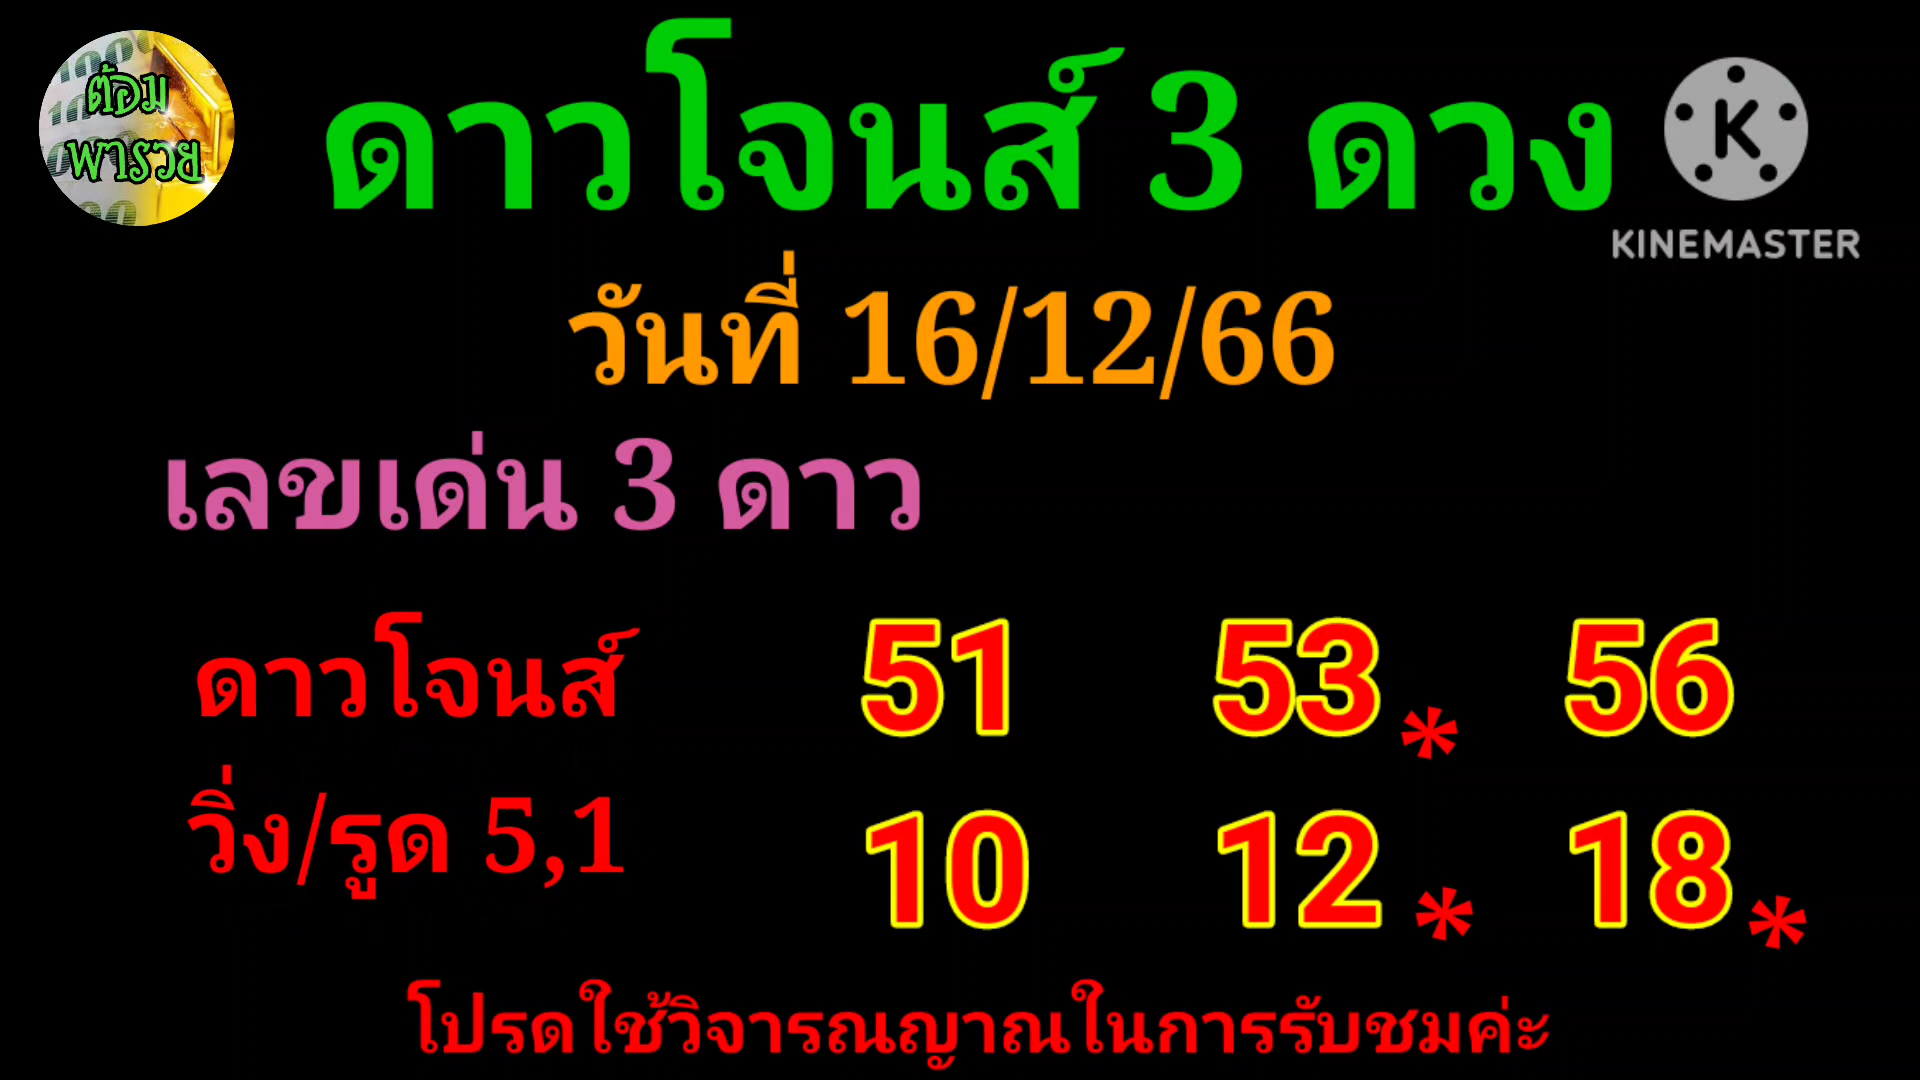 ต้อม
พารวย
ดาวโจนส์ 3 ดวง
K
KINEMASTER
วันที่ 16/12/66
เลขเด่น 3 ดาว
ดาวโจนส์ 51 53* 56
วิ่ง/รูด 5,1 10 12* 18*
โปรดใช้วิจารณญาณในการรับชมค่ะ